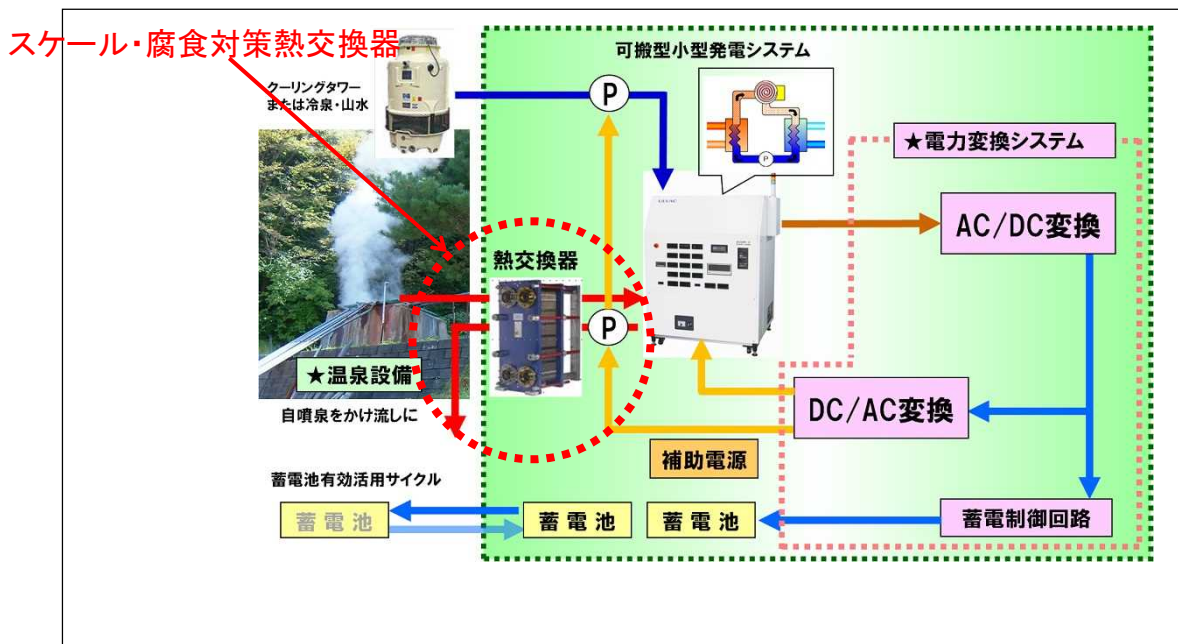 スケール・腐食対策熱交換器
可搬型小型発電システム
クーリングタワー
または冷泉・山水
P
P
★電力変換システム
AC/DC変換
熱交換器
P
★温泉設備
自噴泉をかけ流しに
DC/AC変換
補助電源
蓄電池有効活用サイクル
蓄電池
蓄電池
蓄電池
蓄電制御回路